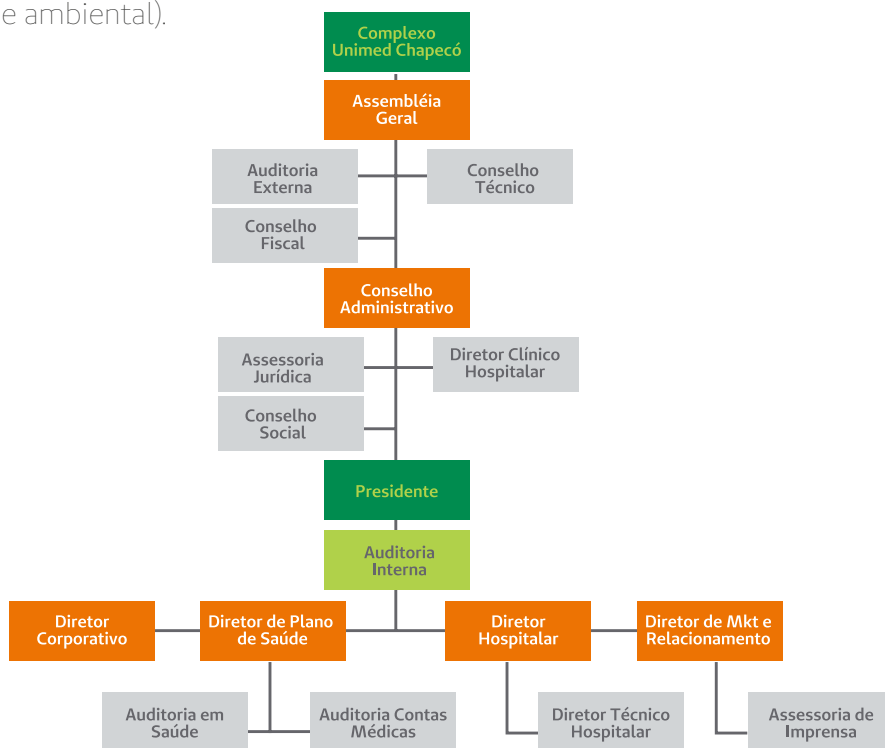 e ambiental).
Complexo
Unimed Chapecó
Assembléia
Geral
Auditoria
Externa
Conselho
Técnico
Conselho
Fiscal
Conselho
Administrativo
Assessoria
Jurídica
Diretor Clínico
Hospitalar
Conselho
Social
Presidente
Auditoria
Interna
Diretor
Corporativo
Diretor de Plano
de Saúde
Diretor
Hospitalar
Diretor de Mkt e
Relacionamento
Auditoria em
Saúde
Auditoria Contas
Médicas
Diretor Técnico
Hospitalar
Assessoria de
Imprensa